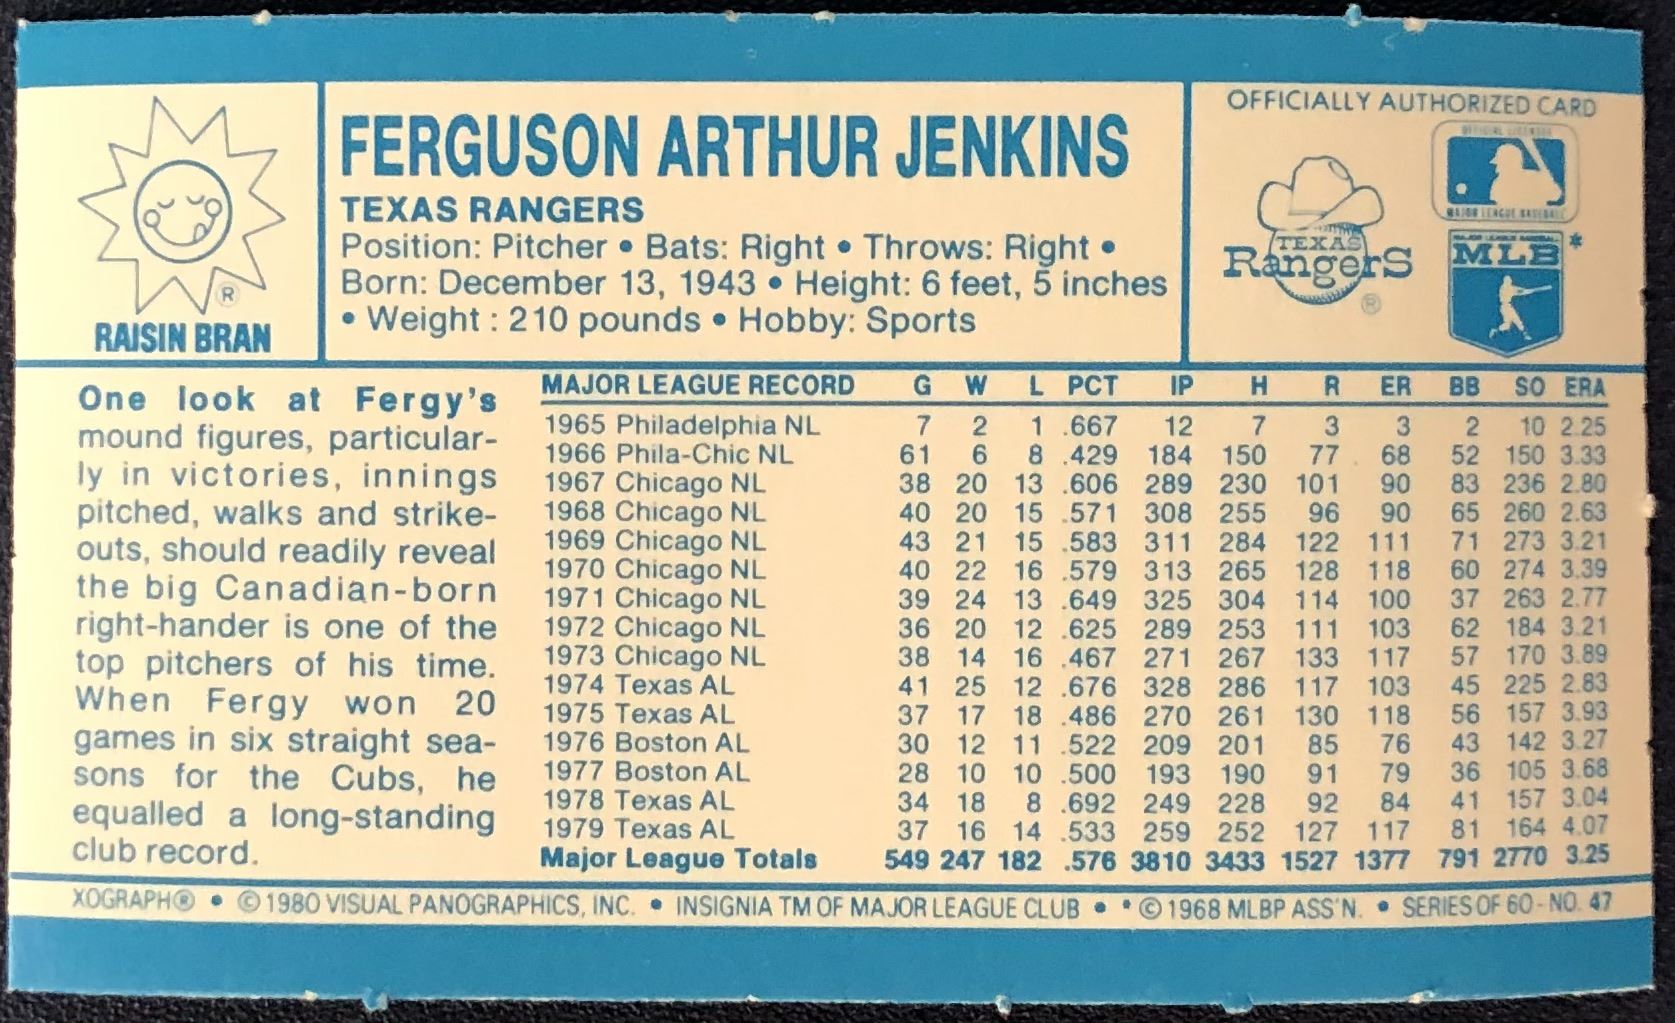 RAISIN BRAN
®
FERGUSON ARTHUR JENKINS
TEXAS RANGERS
Position: Pitcher • Bats: Right • Throws: Right •
Born: December 13, 1943 • Height: 6 feet, 5 inches
• Weight : 210 pounds • Hobby: Sports
OFFICIALLY AUTHORIZED CARD
TEXAS
RangerS
®
OFFICIAL LICENSEE
MAJOR LEAGUE BASEBALL
MAJOR LEAGUE BASEBALL
MLB*
One look at Fergy's
mound figures, particular-
ly in victories, innings
pitched, walks and strike-
outs, should readily reveal
the big Canadian-born
right-hander is one of the
top pitchers of his time.
When Fergy won 20
games in six straight sea-
sons for the Cubs, he
equalled a long-standing
club record.
MAJOR LEAGUE RECORD G W L PCT IP H R ER BB SO ERA
1965 Philadelphia NL 7 2 1 .667 12 7 3 3 2 10 2.25
1966 Phila-Chic NL 61 6 8 .429 184 150 77 68 52 150 3.33
1967 Chicago NL 38 20 13 .606 289 230 101 90 83 236 2.80
1968 Chicago NL 40 20 15 .571 308 255 96 90 65 260 2.63
1969 Chicago NL 43 21 15 .583 311 284 122 111 71 273 3.21
1970 Chicago NL 40 22 16 .579 313 265 128 118 60 274 3.39
1971 Chicago NL 39 24 13 .649 325 304 114 100 37 263 2.77
1972 Chicago NL 36 20 12 .625 289 253 111 103 62 184 3.21
1973 Chicago NL 38 14 16 .467 271 267 133 117 57 170 3.89
1974 Texas AL 41 25 12 .676 328 286 117 103 45 225 2.83
1975 Texas AL 37 17 18 .486 270 261 130 118 56 157 3.93
1976 Boston AL 30 12 11 .522 209 201 85 76 43 142 3.27
1977 Boston AL 28 10 10 .500 193 190 91 79 36 105 3.68
1978 Texas AL 34 18 8 .692 249 228 92 84 41 157 3.04
1979 Texas AL 37 16 14 .533 259 252 127 117 81 164 4.07
Major League Totals 549 247 182 .576 3810 3433 1527 1377 791 2770 3.25
XOGRAPH® • © 1980 VISUAL PANOGRAPHICS, INC. • INSIGNIA TM OF MAJOR LEAGUE CLUB • * © 1968 MLBP ASS'N. • SERIES OF 60 - NO. 47